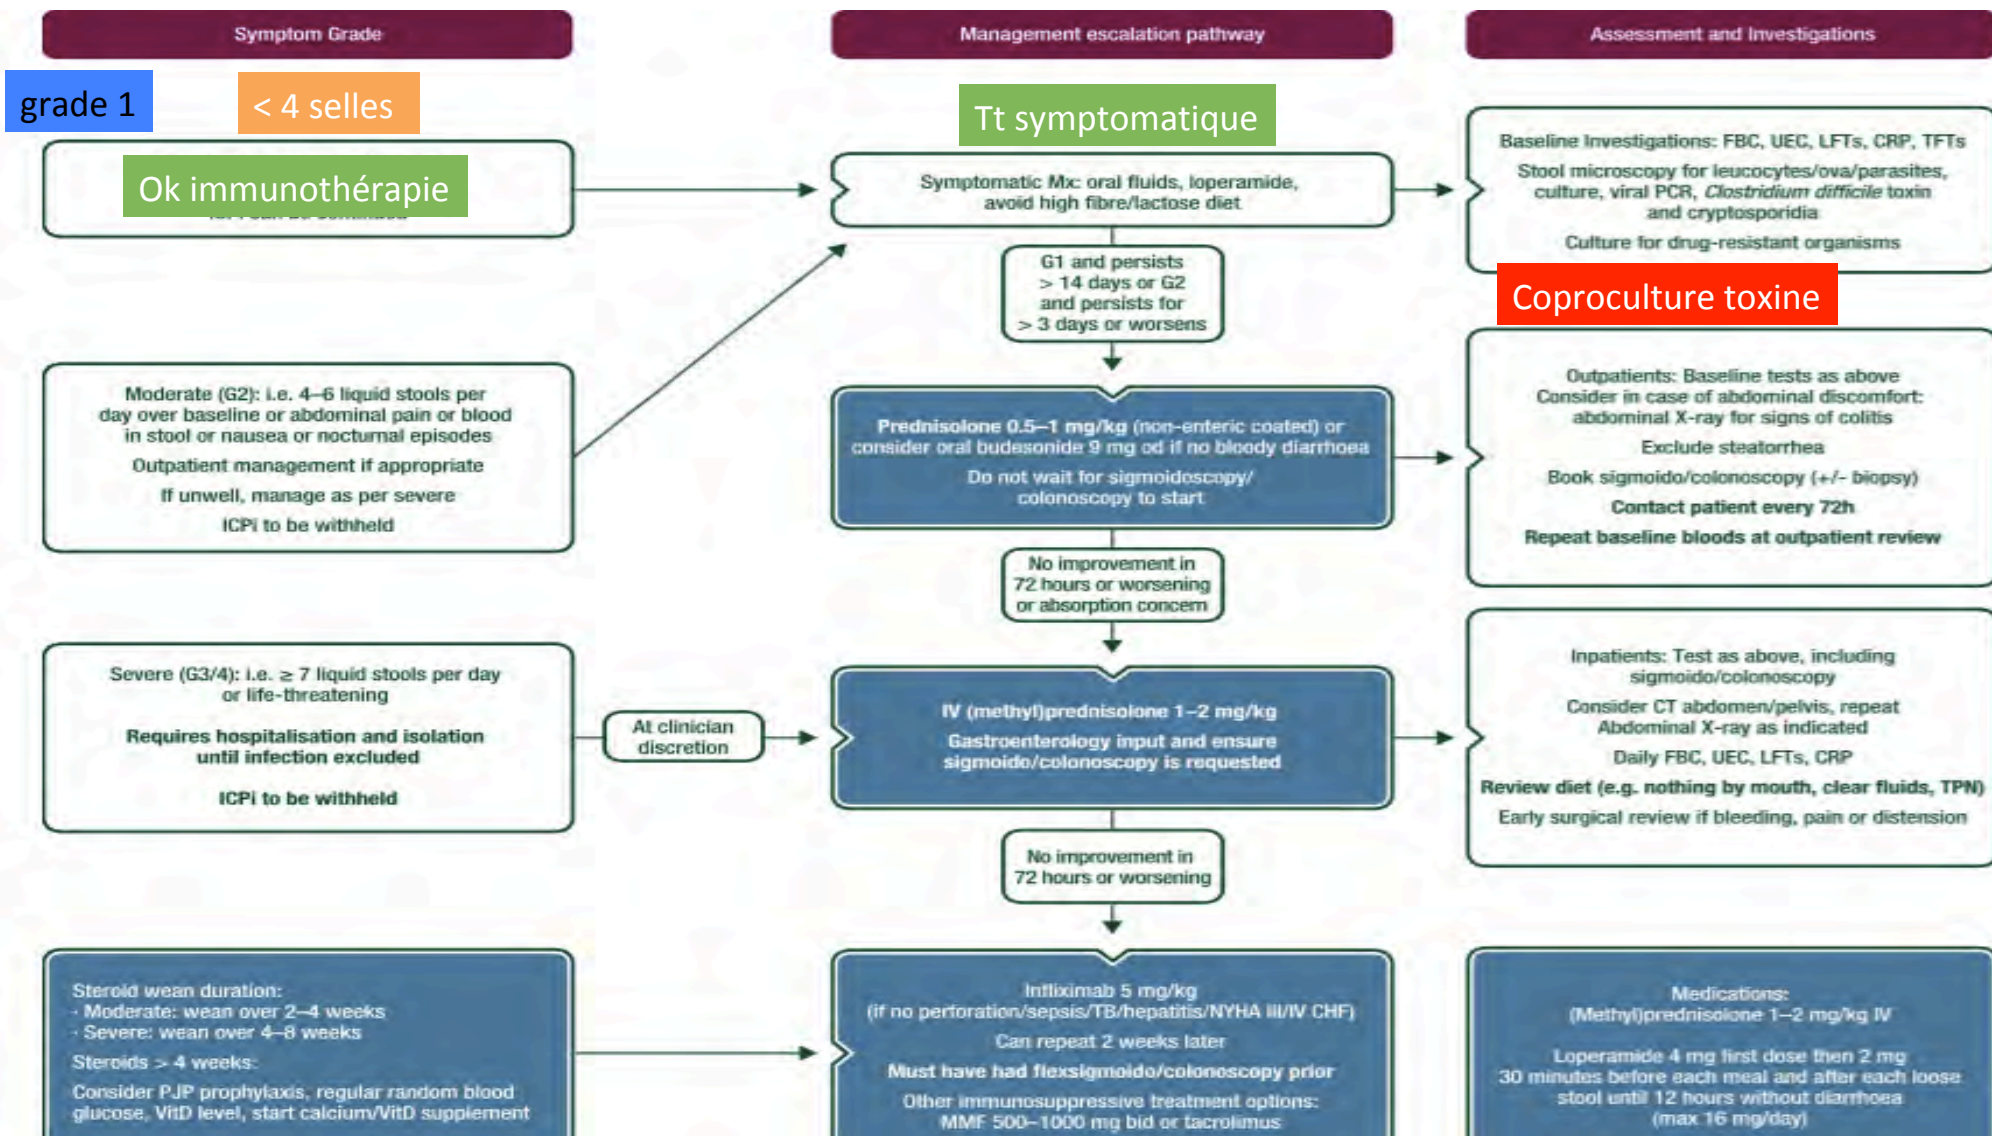 Symptom Grade
Management escalation pathway
Assessment and Investigations
grade 1
< 4 selles
Tt symptomatique
Ok immunothérapie
Symptomatic Mx: oral fluids, loperamide,
avoid high fibre/lactose diet
Baseline Investigations: FBC, UEC, LFTs, CRP, TFTs
Stool microscopy for leucocytes/ova/parasites,
culture, viral PCR, Clostridium difficile toxin
and cryptosporidia
Culture for drug-resistant organisms
G1 and persists
> 14 days or G2
and persists for
> 3 days or worsens
Coproculture toxine
Moderate (G2): i.e. 4–6 liquid stools per
day over baseline or abdominal pain or blood
in stool or nausea or nocturnal episodes
Outpatient management if appropriate
If unwell, manage as per severe
ICPi to be withheld
Prednisolone 0.5–1 mg/kg (non-enteric coated) or
consider oral budesonide 9 mg od if no bloody diarrhoea
Do not wait for sigmoidoscopy/
colonoscopy to start
Outpatients: Baseline tests as above
Consider in case of abdominal discomfort:
abdominal X-ray for signs of colitis
Exclude steatorrhea
Book sigmoido/colonoscopy (+/- biopsy)
Contact patient every 72h
Repeat baseline bloods at outpatient review
No improvement in
72 hours or worsening
or absorption concern
Severe (G3/4): i.e. ≥ 7 liquid stools per day
or life-threatening
Requires hospitalisation and isolation
until infection excluded
ICPi to be withheld
At clinician
discretion
IV (methyl)prednisolone 1–2 mg/kg
Gastroenterology input and ensure
sigmoido/colonoscopy is requested
Inpatients: Test as above, including
sigmoido/colonoscopy
Consider CT abdomen/pelvis, repeat
Abdominal X-ray as indicated
Daily FBC, UEC, LFTs, CRP
Review diet (e.g. nothing by mouth, clear fluids, TPN)
Early surgical review if bleeding, pain or distension
No improvement in
72 hours or worsening
Steroid wean duration:
· Moderate: wean over 2–4 weeks
· Severe: wean over 4–8 weeks
Steroids > 4 weeks:
Consider PJP prophylaxis, regular random blood
glucose, VitD level, start calcium/VitD supplement
Infliximab 5 mg/kg
(if no perforation/sepsis/TB/hepatitis/NYHA III/IV CHF)
Can repeat 2 weeks later
Must have had flexsigmoido/colonoscopy prior
Other immunosuppressive treatment options:
MMF 500–1000 mg bid or tacrolimus
Medications:
(Methyl)prednisolone 1–2 mg/kg IV
Loperamide 4 mg first dose then 2 mg
30 minutes before each meal and after each loose
stool until 12 hours without diarrhoea
(max 16 mg/day)